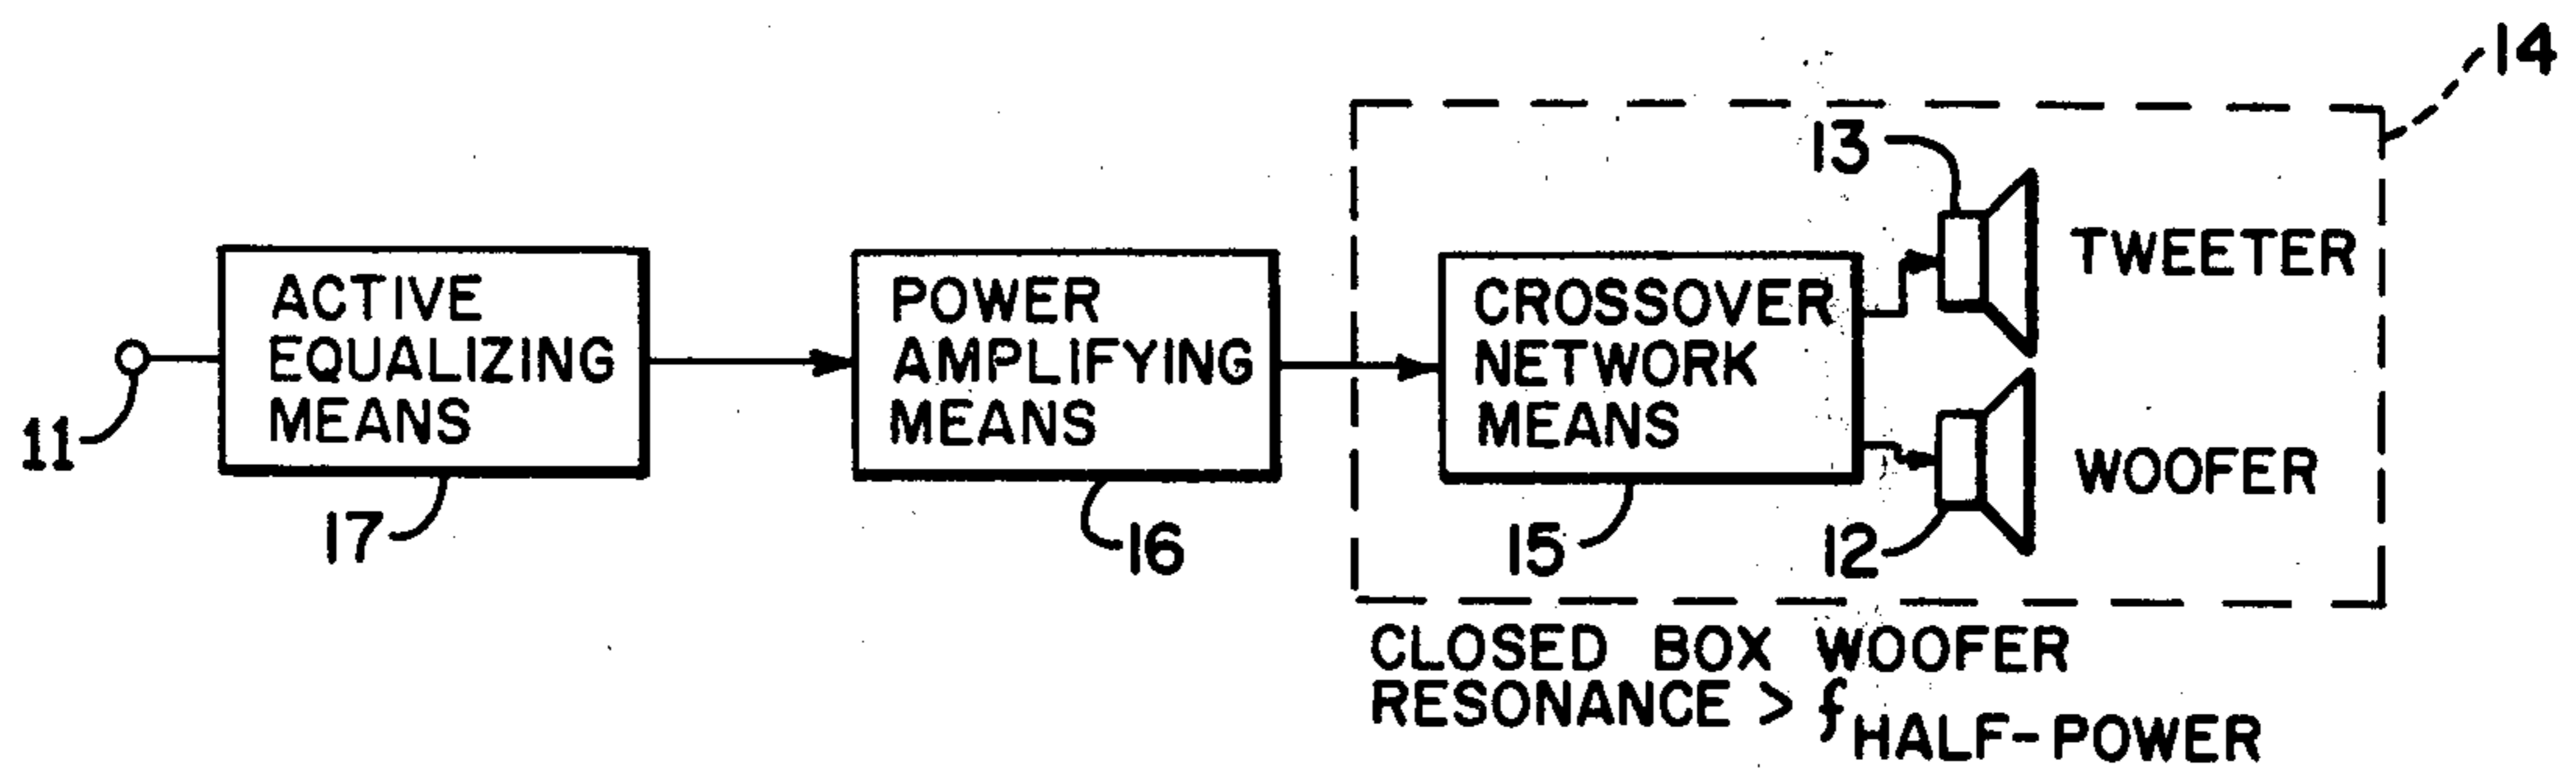 14
13
TWEETER
ACTIVE
EQUALIZING
MEANS
POWER
AMPLIFYING
MEANS
CROSSOVER
NETWORK
MEANS
11
17
16
15
12
WOOFER
CLOSED BOX WOOFER
RESONANCE > f HALF-POWER